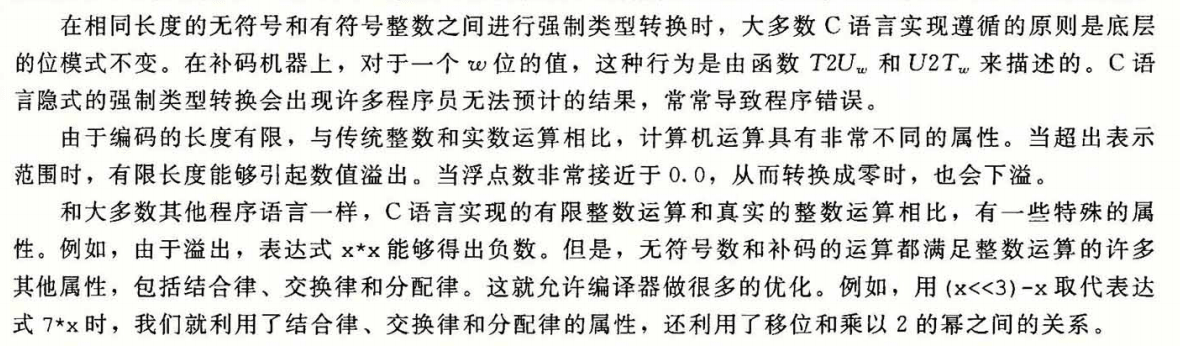 在相同长度的无符号和有符号整数之间进行强制类型转换时，大多数 C 语言实现遵循的原则是底层
的位模式不变。在补码机器上，对于一个 w 位的值，这种行为是由函数 T2Uw 和 U2Tw 来描述的。C 语
言隐式的强制类型转换会出现许多程序员无法预计的结果，常常导致程序错误。
由于编码的长度有限，与传统整数和实数运算相比，计算机运算具有非常不同的属性。当超出表示
范围时，有限长度能够引起数值溢出。当浮点数非常接近于 0.0，从而转换成零时，也会下溢。
和大多数其他程序语言一样，C 语言实现的有限整数运算和真实的整数运算相比，有一些特殊的属
性。例如，由于溢出，表达式 x*x 能够得出负数。但是，无符号数和补码的运算都满足整数运算的许多
其他属性，包括结合律、交换律和分配律。这就允许编译器做很多的优化。例如，用 (x<<3)-x 取代表达
式 7*x 时，我们就利用了结合律、交换律和分配律的属性，还利用了移位和乘以 2 的幂之间的关系。